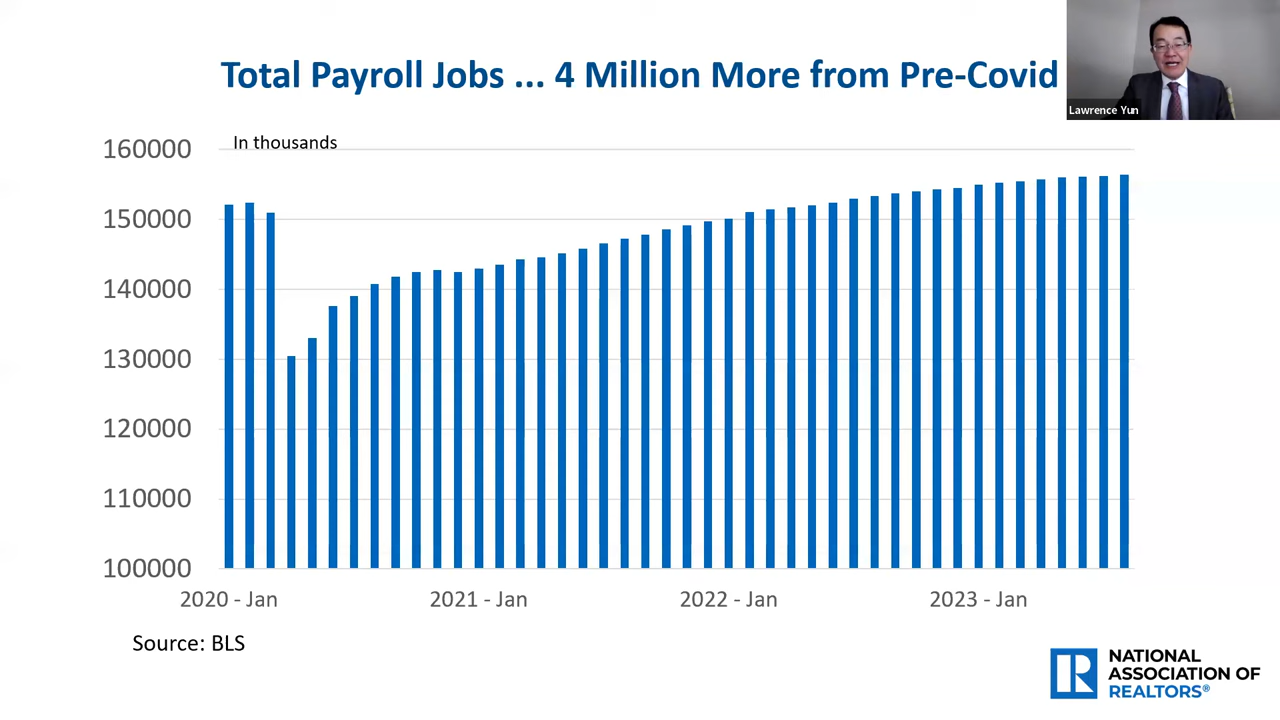 Total Payroll Jobs ... 4 Million More from Pre-Covid
Lawrence Yun
In thousands
160000
150000
140000
130000
120000
110000
100000
2020 - Jan
2021 - Jan
2022 - Jan
2023 - Jan
Source: BLS
NATIONAL
ASSOCIATION OF
REALTORS®